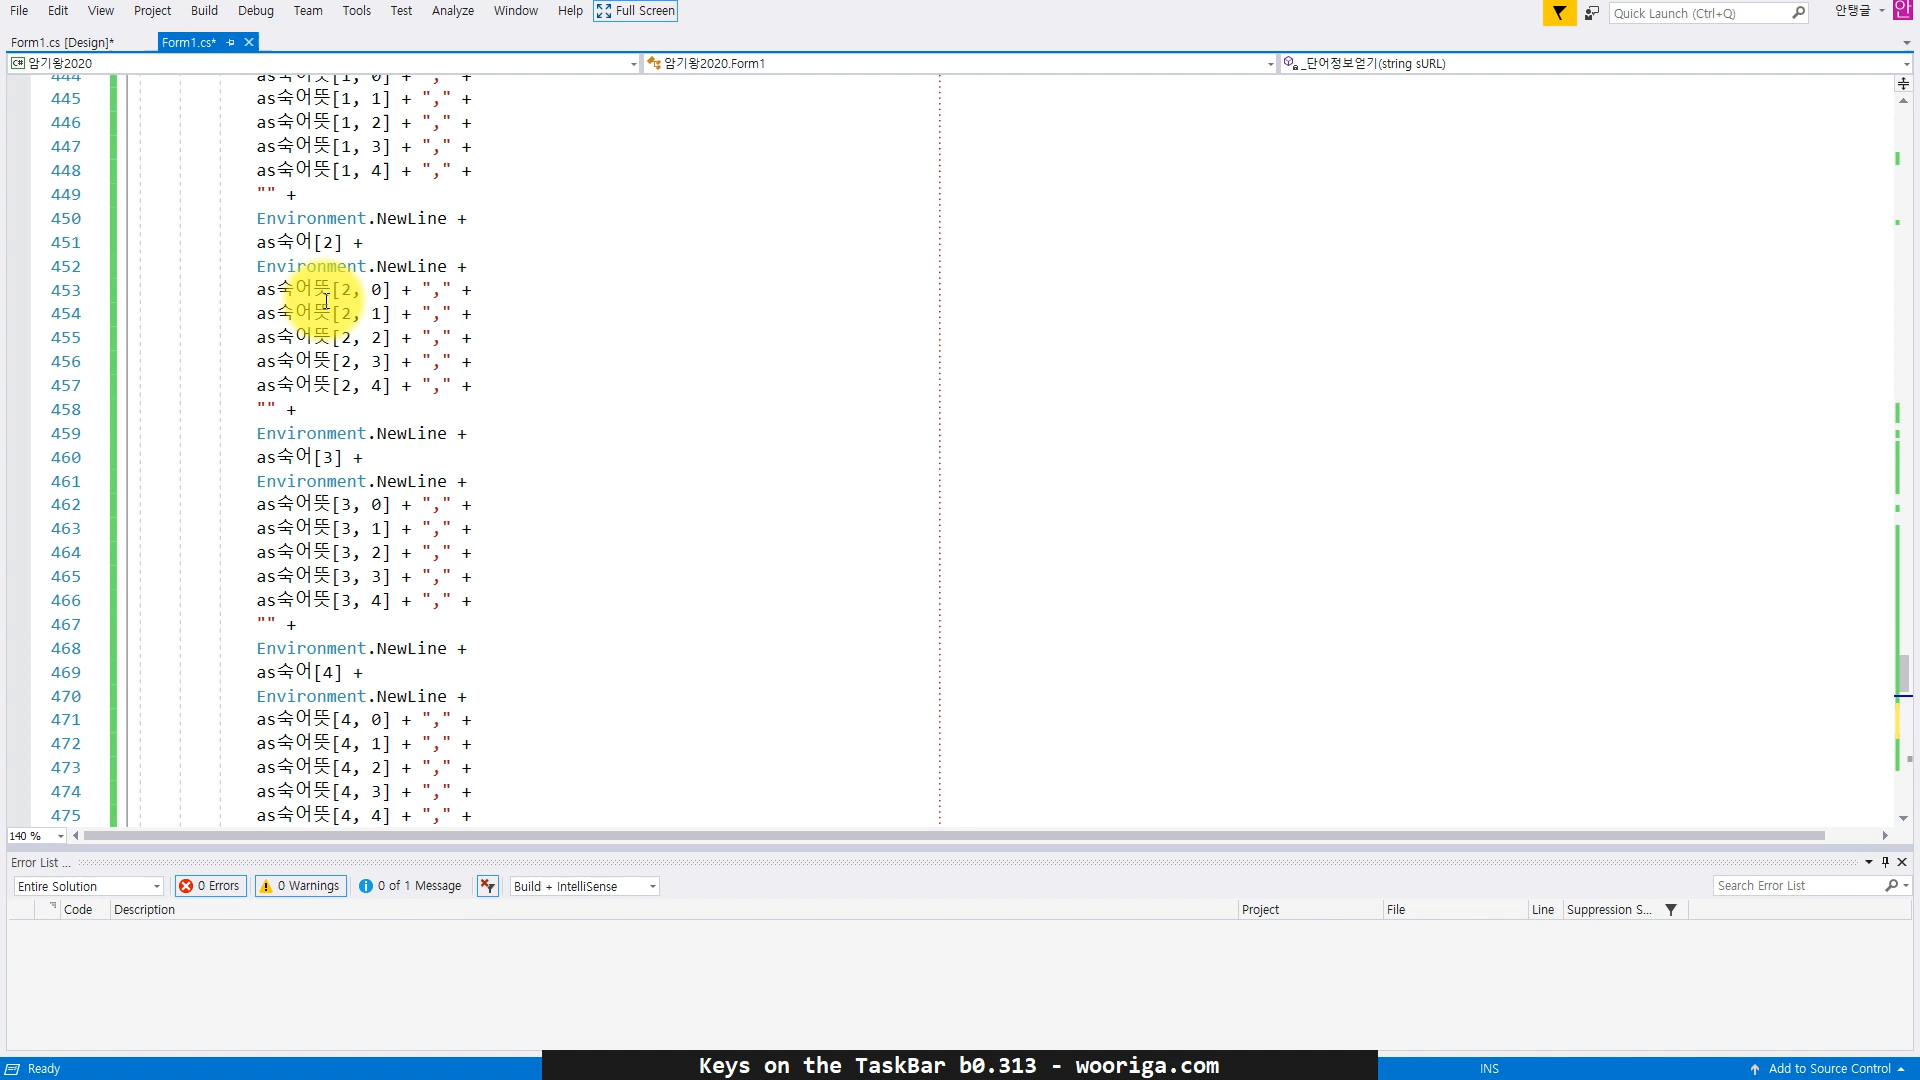 File Edit View Project Build Debug Team Tools Test Analyze Window Help Full Screen Quick Launch (Ctrl+Q) 안탱글 안
Form1.cs [Design]* Form1.cs*
C# 암기왕2020 암기왕2020.Form1 _단어정보얻기(string sURL)
444 as숙어뜻[1, 0] + "," +
445 as숙어뜻[1, 1] + "," +
446 as숙어뜻[1, 2] + "," +
447 as숙어뜻[1, 3] + "," +
448 as숙어뜻[1, 4] + "," +
449 "" +
450 Environment.NewLine +
451 as숙어[2] +
452 Environment.NewLine +
453 as숙어뜻[2, 0] + "," +
454 as숙어뜻[2, 1] + "," +
455 as숙어뜻[2, 2] + "," +
456 as숙어뜻[2, 3] + "," +
457 as숙어뜻[2, 4] + "," +
458 "" +
459 Environment.NewLine +
460 as숙어[3] +
461 Environment.NewLine +
462 as숙어뜻[3, 0] + "," +
463 as숙어뜻[3, 1] + "," +
464 as숙어뜻[3, 2] + "," +
465 as숙어뜻[3, 3] + "," +
466 as숙어뜻[3, 4] + "," +
467 "" +
468 Environment.NewLine +
469 as숙어[4] +
470 Environment.NewLine +
471 as숙어뜻[4, 0] + "," +
472 as숙어뜻[4, 1] + "," +
473 as숙어뜻[4, 2] + "," +
474 as숙어뜻[4, 3] + "," +
475 as숙어뜻[4, 4] + "," +
140 %
Error List ...
Entire Solution 0 Errors 0 Warnings 0 of 1 Message Build + IntelliSense Search Error List
Code Description Project File Line Suppression S...
Ready Keys on the TaskBar b0.313 - wooriga.com INS Add to Source Control